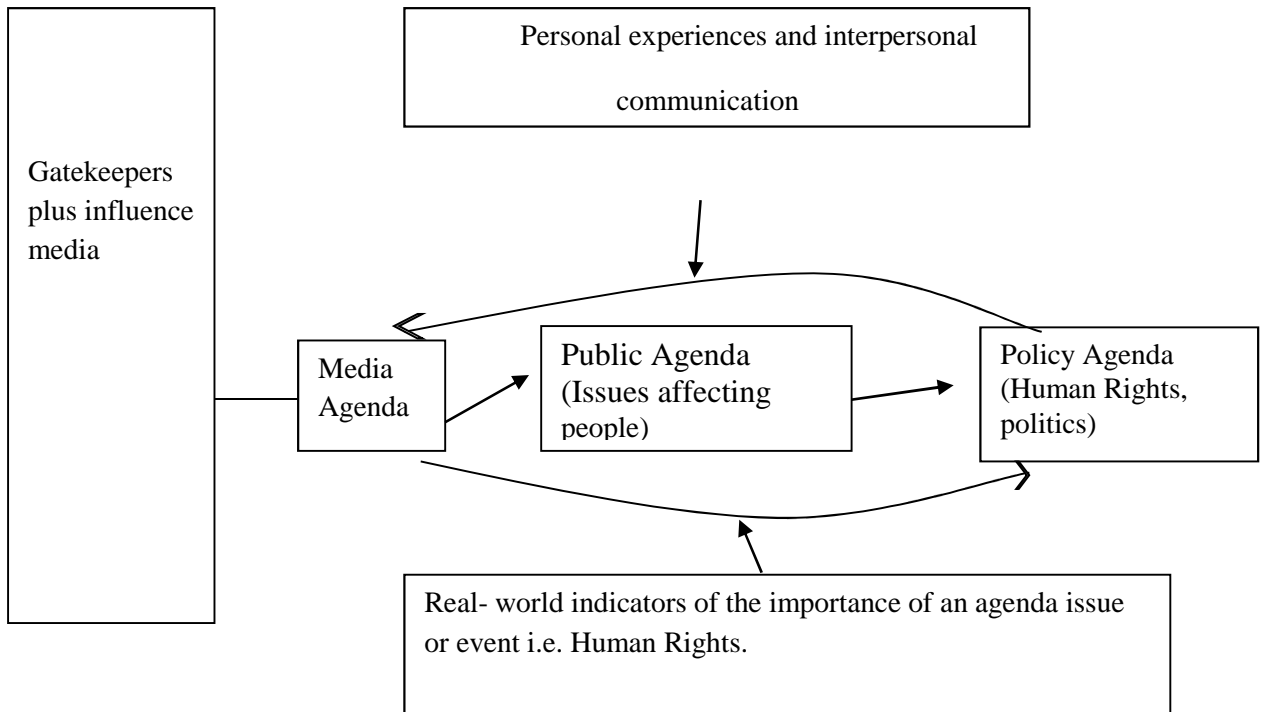 Personal experiences and interpersonal
communication
Gatekeepers
plus influence
media
Media
Agenda
Public Agenda
(Issues affecting
people)
Policy Agenda
(Human Rights,
politics)
Real- world indicators of the importance of an agenda issue
or event i.e. Human Rights.